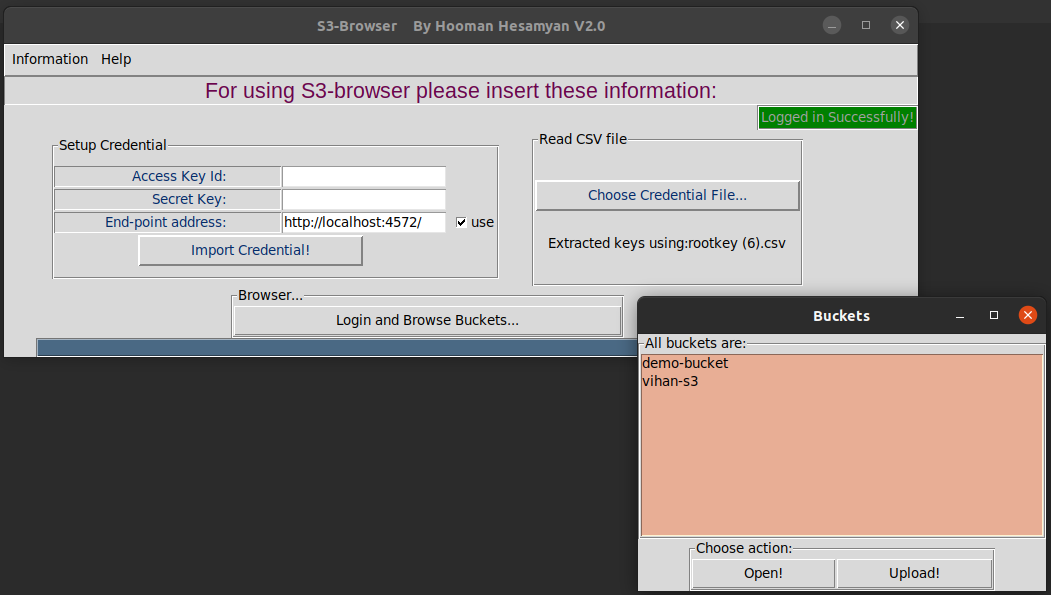 S3-Browser    By Hooman Hesamyan V2.0
Information Help
For using S3-browser please insert these information:
Logged in Successfully!
Setup Credential
Access Key Id:
Secret Key:
End-point address: http://localhost:4572/ use
Import Credential!
Read CSV file
Choose Credential File...
Extracted keys using:rootkey (6).csv
Browser...
Login and Browse Buckets...
Buckets
All buckets are:
demo-bucket
vihan-s3
Choose action:
Open! Upload!